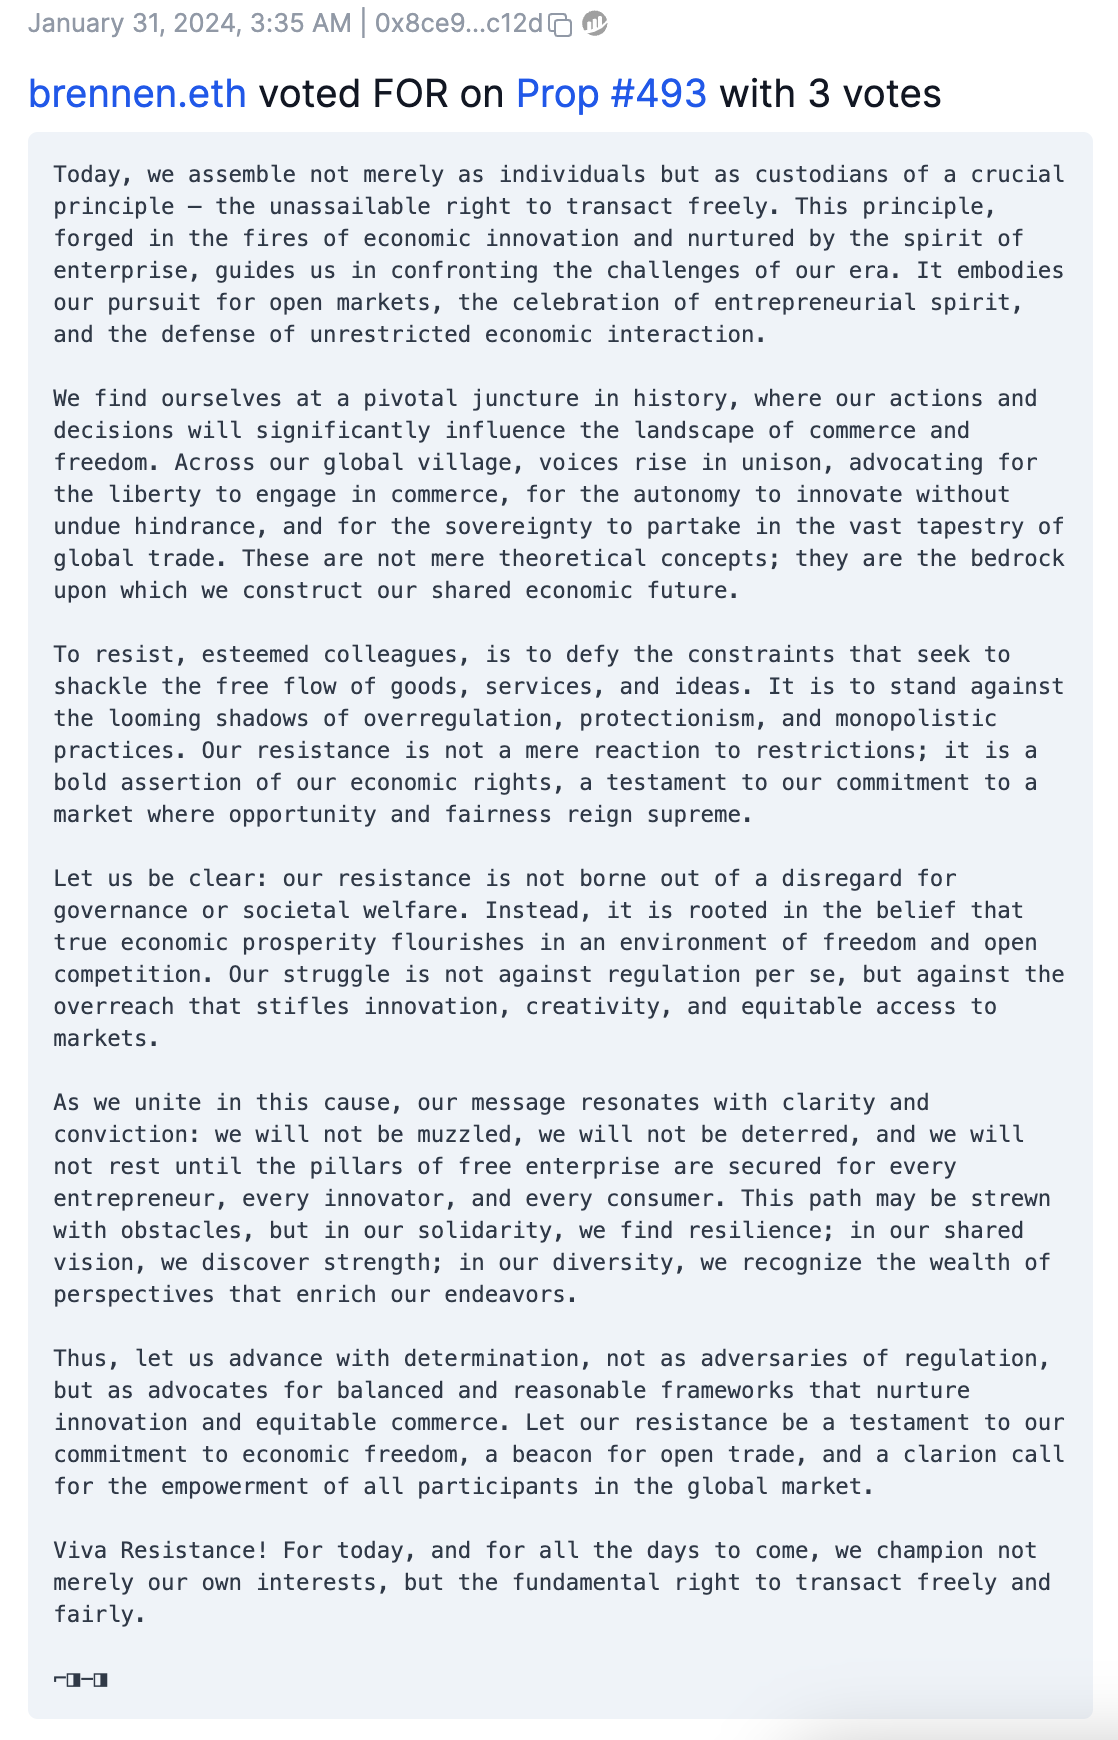 January 31, 2024, 3:35 AM | 0x8ce9...c12d
brennen.eth voted FOR on Prop #493 with 3 votes
Today, we assemble not merely as individuals but as custodians of a crucial
principle — the unassailable right to transact freely. This principle,
forged in the fires of economic innovation and nurtured by the spirit of
enterprise, guides us in confronting the challenges of our era. It embodies
our pursuit for open markets, the celebration of entrepreneurial spirit,
and the defense of unrestricted economic interaction.
We find ourselves at a pivotal juncture in history, where our actions and
decisions will significantly influence the landscape of commerce and
freedom. Across our global village, voices rise in unison, advocating for
the liberty to engage in commerce, for the autonomy to innovate without
undue hindrance, and for the sovereignty to partake in the vast tapestry of
global trade. These are not mere theoretical concepts; they are the bedrock
upon which we construct our shared economic future.
To resist, esteemed colleagues, is to defy the constraints that seek to
shackle the free flow of goods, services, and ideas. It is to stand against
the looming shadows of overregulation, protectionism, and monopolistic
practices. Our resistance is not a mere reaction to restrictions; it is a
bold assertion of our economic rights, a testament to our commitment to a
market where opportunity and fairness reign supreme.
Let us be clear: our resistance is not borne out of a disregard for
governance or societal welfare. Instead, it is rooted in the belief that
true economic prosperity flourishes in an environment of freedom and open
competition. Our struggle is not against regulation per se, but against the
overreach that stifles innovation, creativity, and equitable access to
markets.
As we unite in this cause, our message resonates with clarity and
conviction: we will not be muzzled, we will not be deterred, and we will
not rest until the pillars of free enterprise are secured for every
entrepreneur, every innovator, and every consumer. This path may be strewn
with obstacles, but in our solidarity, we find resilience; in our shared
vision, we discover strength; in our diversity, we recognize the wealth of
perspectives that enrich our endeavors.
Thus, let us advance with determination, not as adversaries of regulation,
but as advocates for balanced and reasonable frameworks that nurture
innovation and equitable commerce. Let our resistance be a testament to our
commitment to economic freedom, a beacon for open trade, and a clarion call
for the empowerment of all participants in the global market.
Viva Resistance! For today, and for all the days to come, we champion not
merely our own interests, but the fundamental right to transact freely and
fairly.
⌐◨—◨